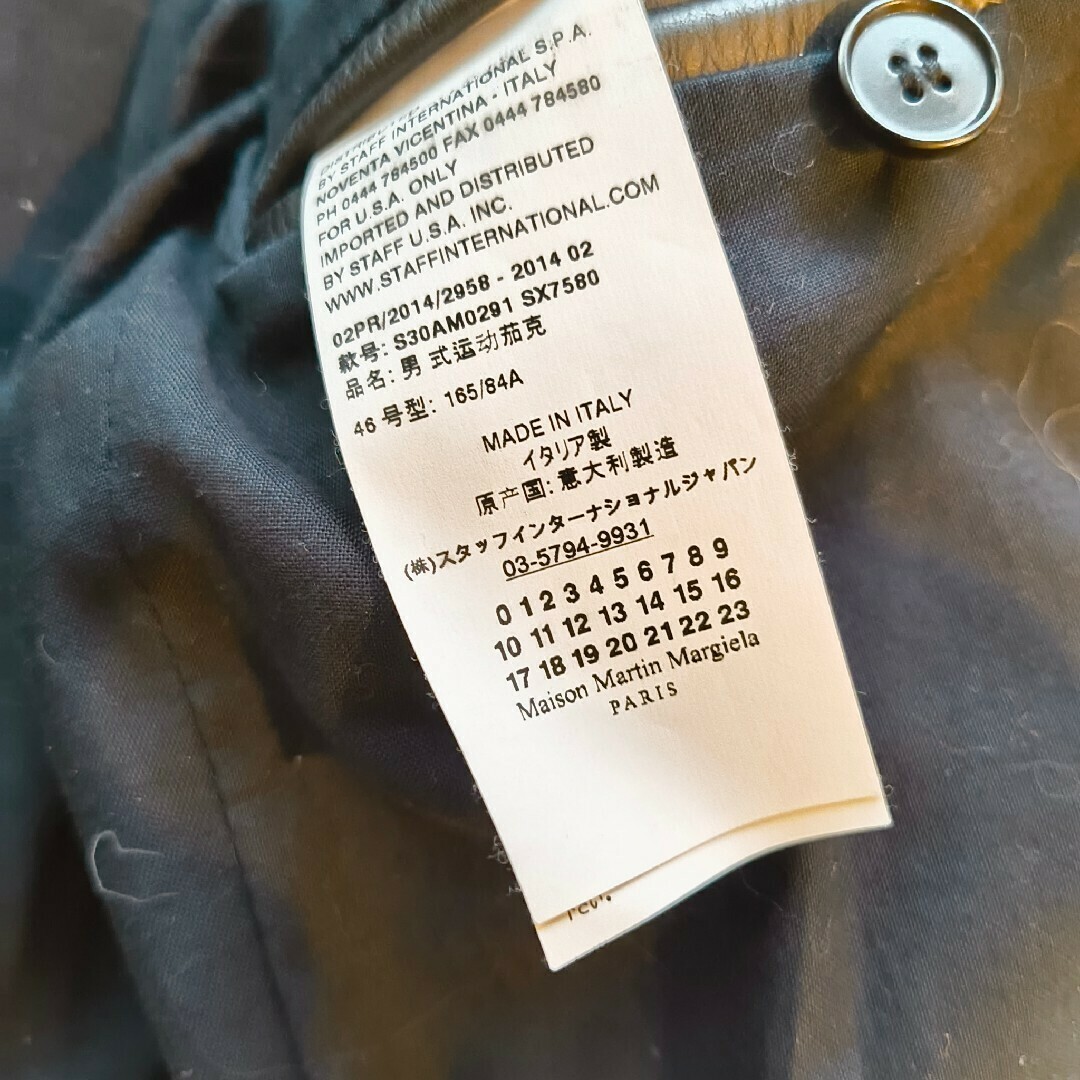 BY STAFF INTERNATIONAL S.P.A.
NOVENTA VICENTINA - ITALY
PH 0444 784500 FAX 0444 784580
FOR U.S.A. ONLY
IMPORTED AND DISTRIBUTED
BY STAFF U.S.A. INC.
WWW.STAFFINTERNATIONAL.COM
02PR/2014/2958 - 2014 02
款号: S30AM0291 SX7580
品名: 男式运动茄克
46 号型: 165/84A
MADE IN ITALY
イタリア製
原产国: 意大利製造
(株)スタッフインターナショナルジャパン
03-5794-9931
0 1 2 3 4 5 6 7 8 9
10 11 12 13 14 15 16
17 18 19 20 21 22 23
Maison Martin Margiela
PARIS